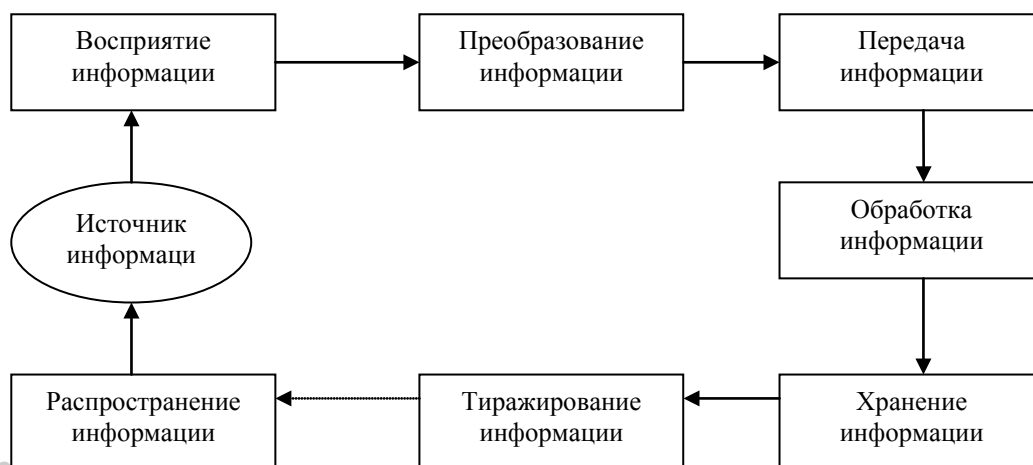 Восприятие
информации
Преобразование
информации
Передача
информации
Источник
информаци
Обработка
информации
Распространение
информации
Тиражирование
информации
Хранение
информации